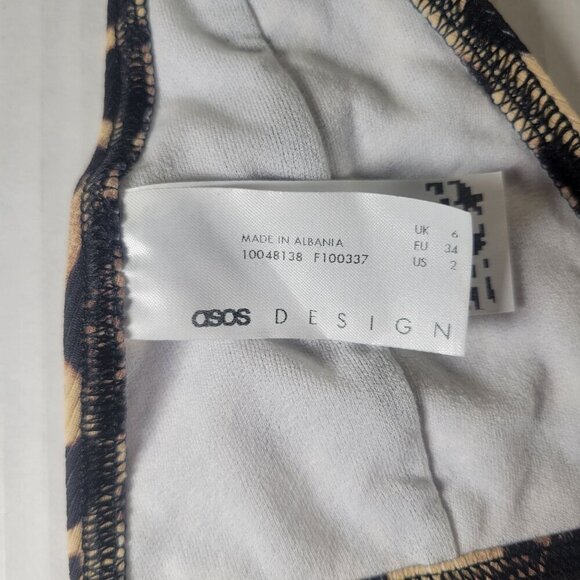 MADE IN ALBANIA
10048138 F100337
UK 6
EU 34
US 2
asos DESIGN